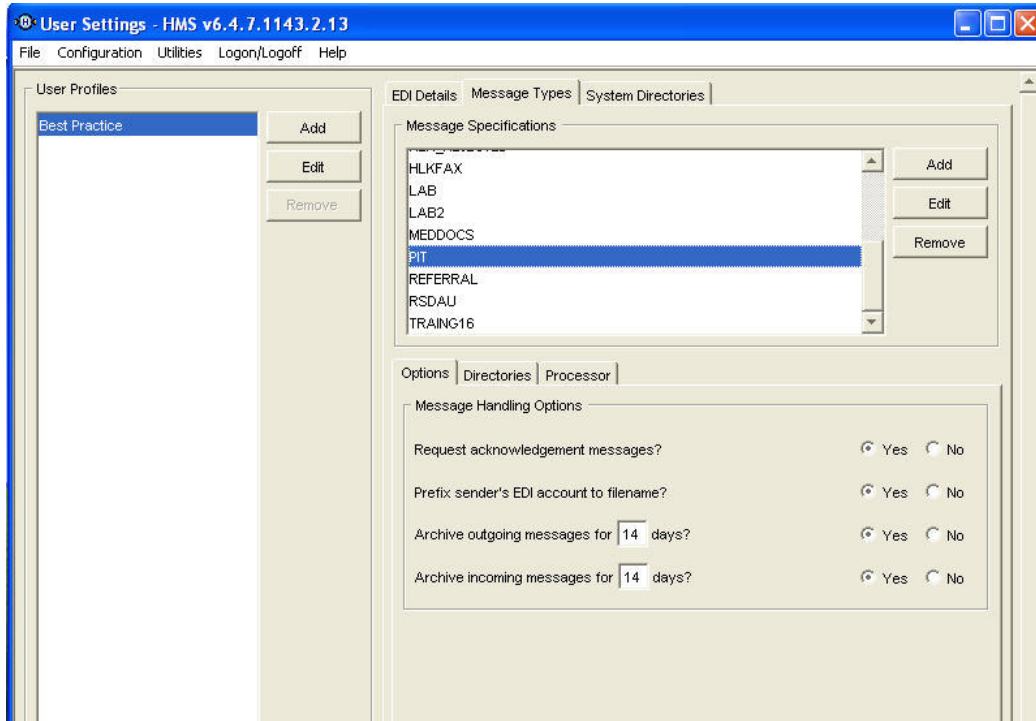 User Settings - HMS v6.4.7.1143.2.13
File Configuration Utilities Logon/Logoff Help
User Profiles
Best Practice
Add
Edit
Remove
EDI Details Message Types System Directories
Message Specifications
HLKFAX
LAB
LAB2
MEDDOCS
PIT
REFERRAL
RSDAU
TRAING16
Add
Edit
Remove
Options Directories Processor
Message Handling Options
Request acknowledgement messages? Yes No
Prefix sender's EDI account to filename? Yes No
Archive outgoing messages for 14 days? Yes No
Archive incoming messages for 14 days? Yes No